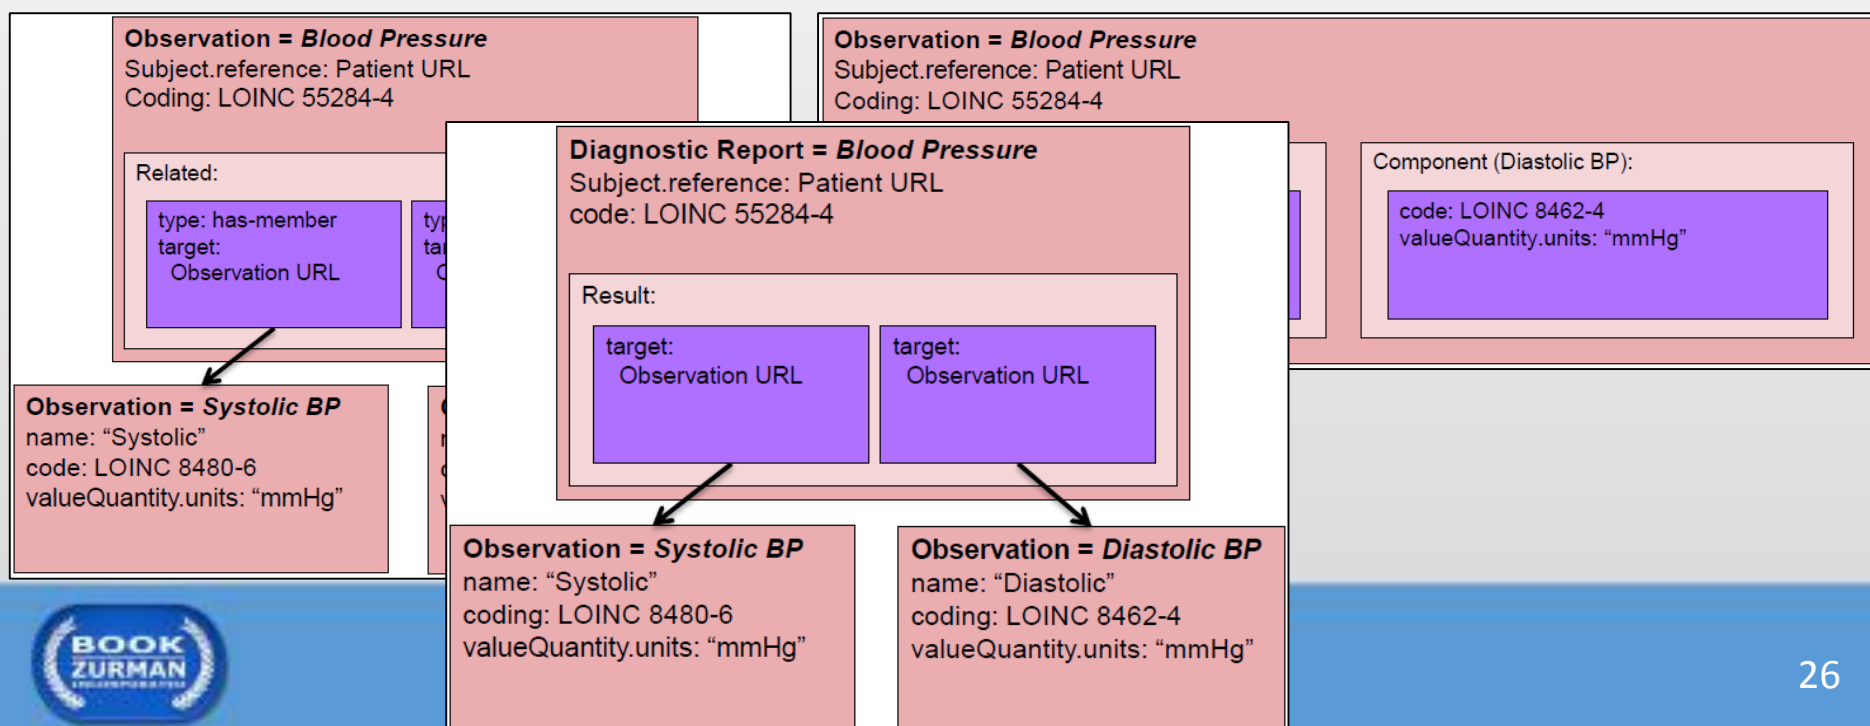 Observation = Blood Pressure
Subject.reference: Patient URL
Coding: LOINC 55284-4
Related:
type: has-member
target:
Observation URL
Observation = Systolic BP
name: “Systolic”
code: LOINC 8480-6
valueQuantity.units: “mmHg”
Diagnostic Report = Blood Pressure
Subject.reference: Patient URL
code: LOINC 55284-4
Result:
target:
Observation URL
target:
Observation URL
Observation = Systolic BP
name: “Systolic”
coding: LOINC 8480-6
valueQuantity.units: “mmHg”
Observation = Diastolic BP
name: “Diastolic”
coding: LOINC 8462-4
valueQuantity.units: “mmHg”
Observation = Blood Pressure
Subject.reference: Patient URL
Coding: LOINC 55284-4
Component (Diastolic BP):
code: LOINC 8462-4
valueQuantity.units: “mmHg”
BOOK
ZURMAN
26